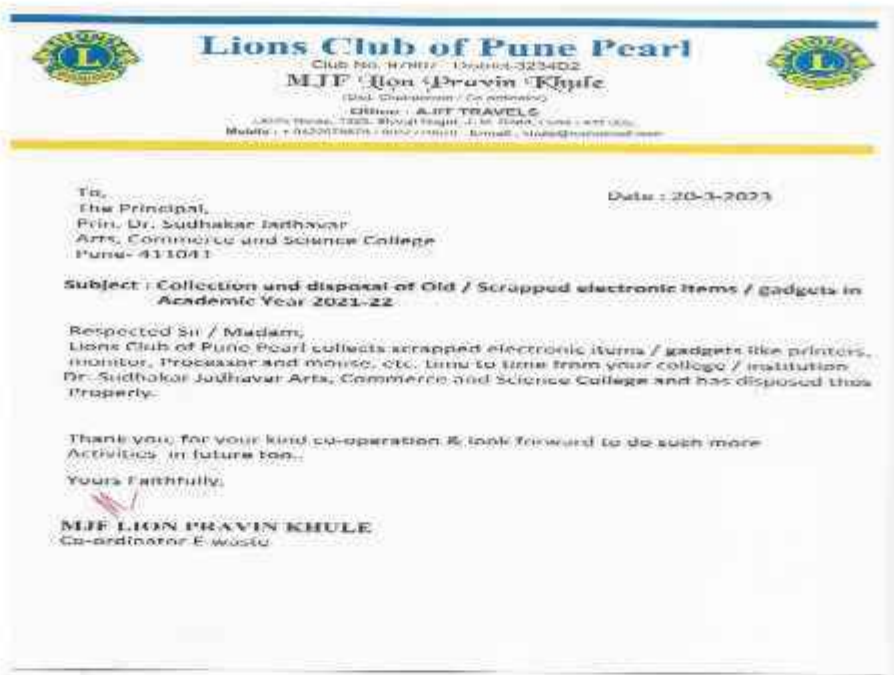 Lions Club of Pune Pearl
Club No. District-3234D2
MJF Lion Pravin Khule
Office : AJIT TRAVELS
Mobile :
To,
Date : 20-3-2023
The Principal,
Prin. Dr. Sudhakar Jadhavar
Arts, Commerce and Science College
Pune- 411041
Subject : Collection and disposal of Old / Scrapped electronic items / gadgets in
Academic Year 2021-22
Respected Sir / Madam,
Lions Club of Pune Pearl collects scrapped electronic items / gadgets like printers,
monitor, Processor and mouse, etc. time to time from your college / institution
Dr. Sudhakar Jadhavar Arts, Commerce and Science College and has disposed
Properly.
Thank you, for your kind co-operation & look forward to do such more
Activities in future too..
Yours Faithfully,
MJF LION PRAVIN KHULE
Co-ordinator E waste